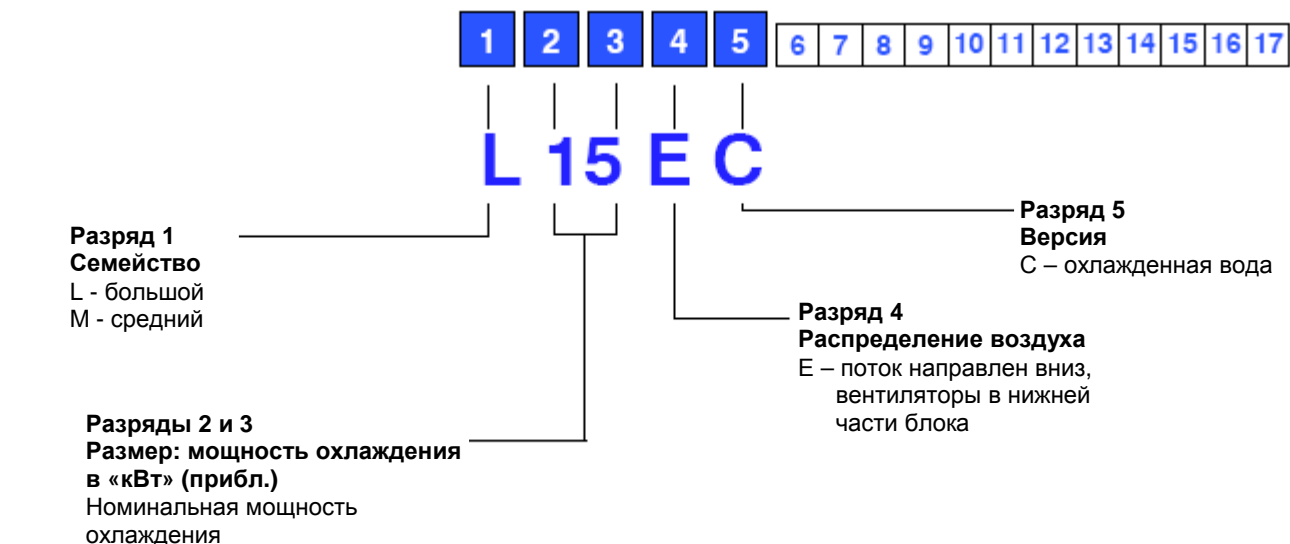 1 2 3 4 5 6 7 8 9 10 11 12 13 14 15 16 17
L 15 E C
Разряд 1
Семейство
L - большой
M - средний
Разряд 5
Версия
C – охлажденная вода
Разряд 4
Распределение воздуха
E – поток направлен вниз,
вентиляторы в нижней
части блока
Разряды 2 и 3
Размер: мощность охлаждения
в «кВт» (прибл.)
Номинальная мощность
охлаждения